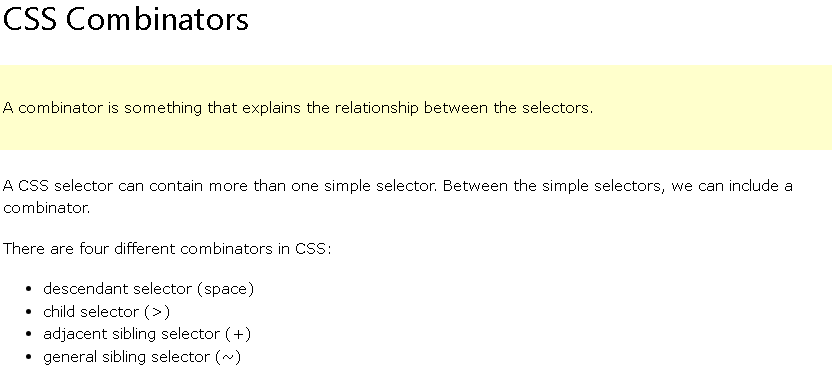 CSS Combinators
A combinator is something that explains the relationship between the selectors.
A CSS selector can contain more than one simple selector. Between the simple selectors, we can include a
combinator.
There are four different combinators in CSS:
• descendant selector (space)
• child selector (>)
• adjacent sibling selector (+)
• general sibling selector (~)